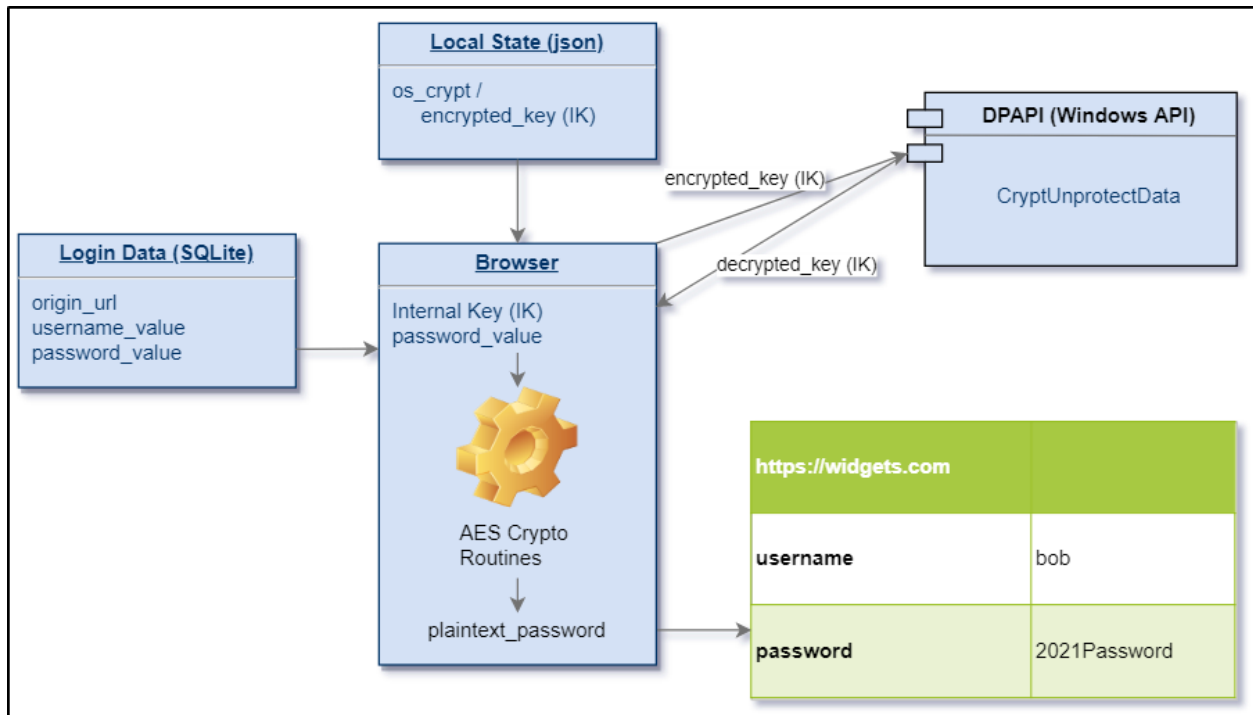 Local State (json)
os_crypt /
encrypted_key (IK)
DPAPI (Windows API)
CryptUnprotectData
encrypted_key (IK)
decrypted_key (IK)
Login Data (SQLite)
origin_url
username_value
password_value
Browser
Internal Key (IK)
password_value
AES Crypto
Routines
plaintext_password
https://widgets.com
username bob
password 2021Password